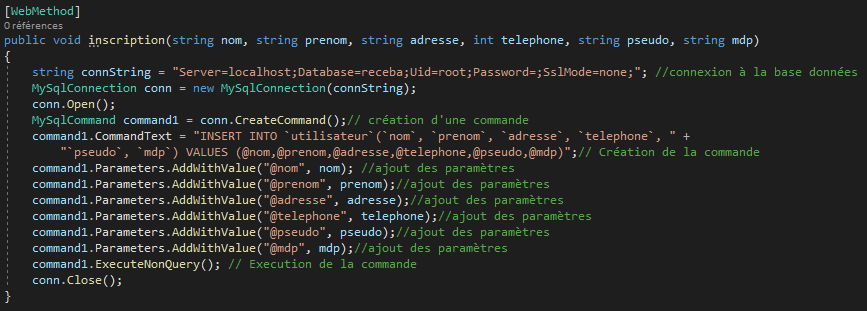 [WebMethod]
0 références
public void inscription(string nom, string prenom, string adresse, int telephone, string pseudo, string mdp)
{
string connString = "Server=localhost;Database=receba;Uid=root;Password=;SslMode=none;"; //connexion à la base données
MySqlConnection conn = new MySqlConnection(connString);
conn.Open();
MySqlCommand command1 = conn.CreateCommand();// création d'une commande
command1.CommandText = "INSERT INTO `utilisateur`(`nom`, `prenom`, `adresse`, `telephone`, " +
"`pseudo`, `mdp`) VALUES (@nom,@prenom,@adresse,@telephone,@pseudo,@mdp)";// Création de la commande
command1.Parameters.AddWithValue("@nom", nom); //ajout des paramètres
command1.Parameters.AddWithValue("@prenom", prenom);//ajout des paramètres
command1.Parameters.AddWithValue("@adresse", adresse);//ajout des paramètres
command1.Parameters.AddWithValue("@telephone", telephone);//ajout des paramètres
command1.Parameters.AddWithValue("@pseudo", pseudo);//ajout des paramètres
command1.Parameters.AddWithValue("@mdp", mdp);//ajout des paramètres
command1.ExecuteNonQuery(); // Execution de la commande
conn.Close();
}